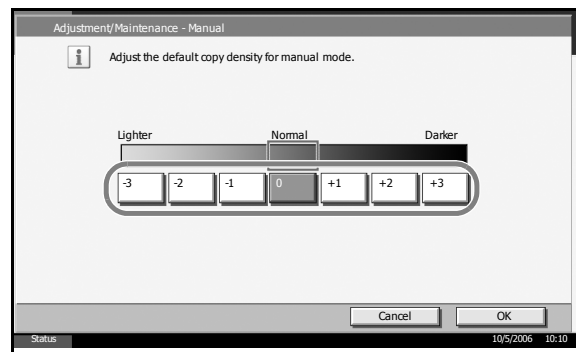 Adjustment/Maintenance - Manual
Adjust the default copy density for manual mode.
Lighter Normal Darker
-3 -2 -1 0 +1 +2 +3
Cancel OK
Status 10/5/2006 10:10